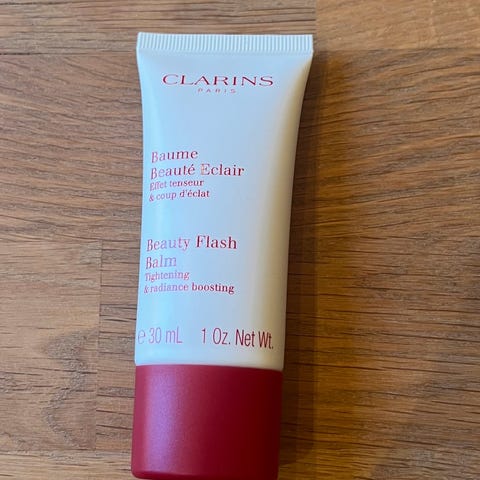 CLARINS
PARIS
Baume
Beauté Eclair
Effet tenseur
& coup d'éclat
Beauty Flash
Balm
Tightening
& radiance boosting
e 30 mL 1 Oz. Net Wt.